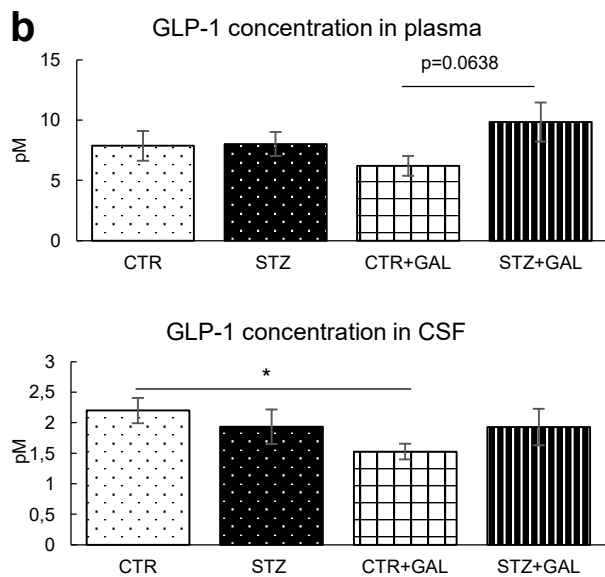 b
GLP-1 concentration in plasma
p=0.0638
15
10
5
0
pM
CTR STZ CTR+GAL STZ+GAL
GLP-1 concentration in CSF
3
2,5
2
1,5
1
0,5
0
pM
*
CTR STZ CTR+GAL STZ+GAL